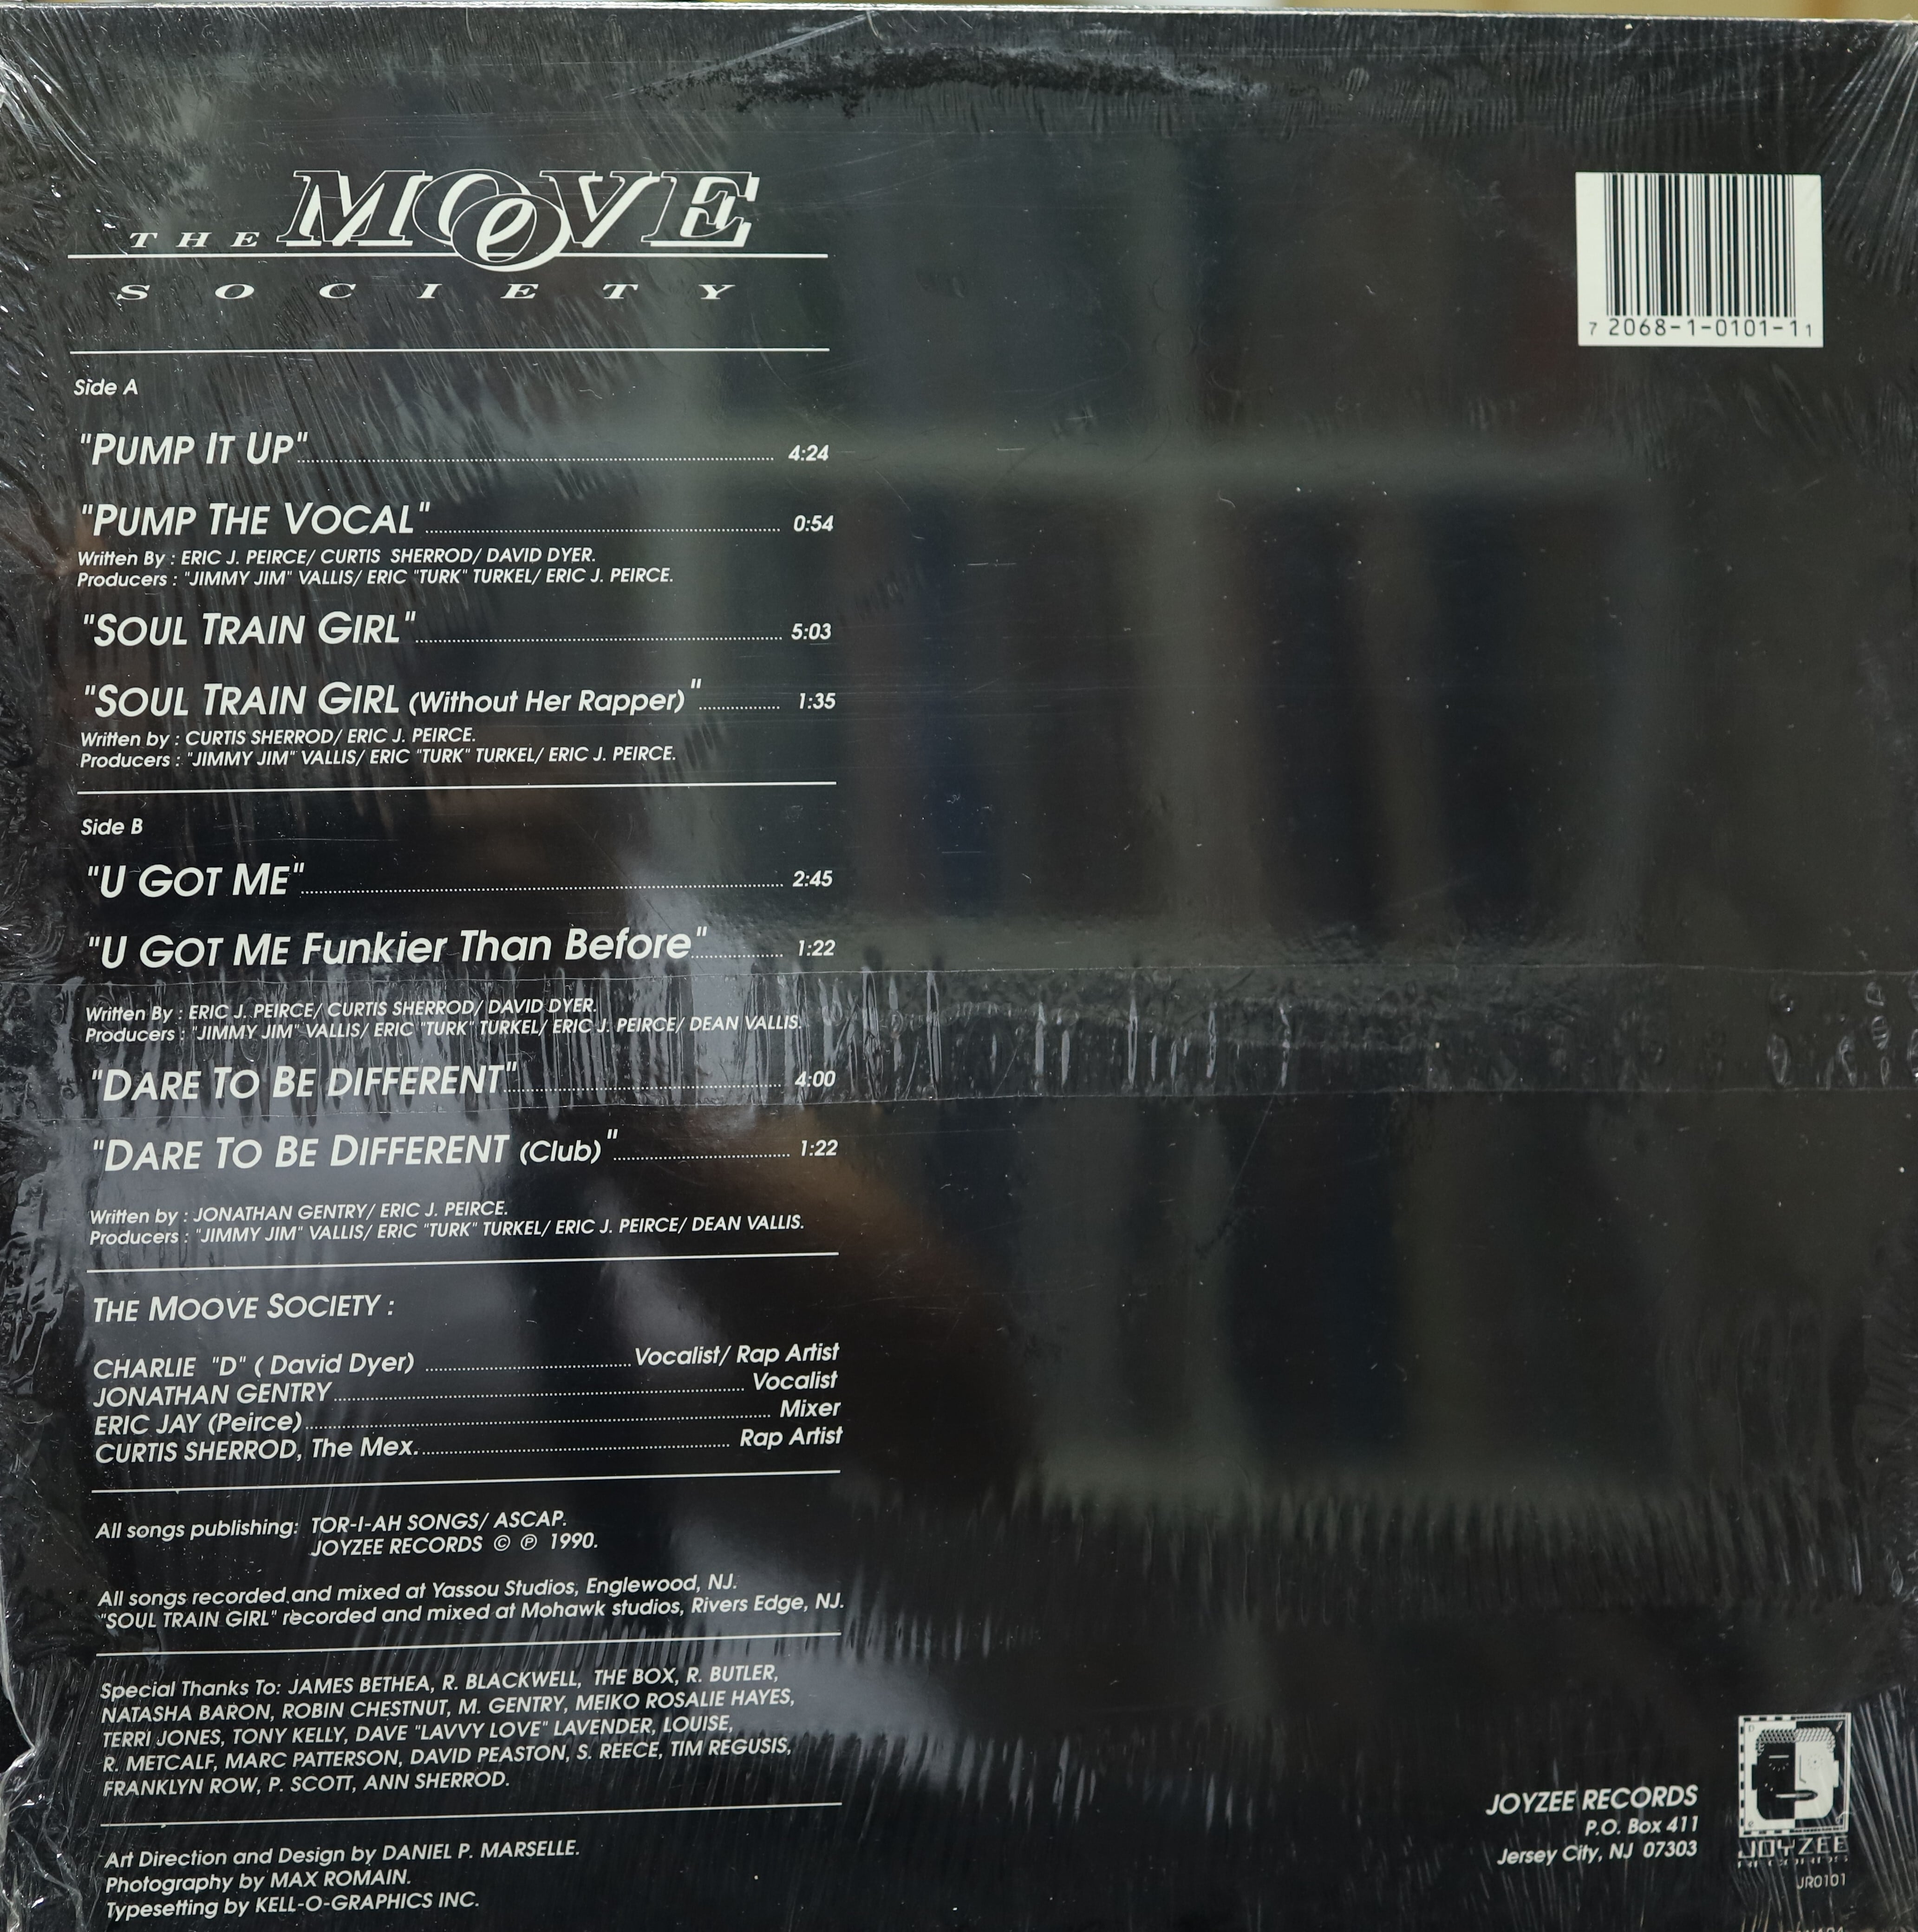 THE MOOVE
SOCIETY
7 2068-1-0101-1 1
Side A
"PUMP IT UP"........ 4:24
"PUMP THE VOCAL"........ 0:54
Written By : ERIC J. PEIRCE/ CURTIS SHERROD/ DAVID DYER.
Producers : "JIMMY JIM" VALLIS/ ERIC "TURK" TURKEL/ ERIC J. PEIRCE.
"SOUL TRAIN GIRL"........ 5:03
"SOUL TRAIN GIRL (Without Her Rapper)"........ 1:35
Written by : CURTIS SHERROD/ ERIC J. PEIRCE.
Producers : "JIMMY JIM" VALLIS/ ERIC "TURK" TURKEL/ ERIC J. PEIRCE.
Side B
"U GOT ME"........ 2:45
"U GOT ME Funkier Than Before"........ 1:22
Written By : ERIC J. PEIRCE/ CURTIS SHERROD/ DAVID DYER.
Producers : "JIMMY JIM" VALLIS/ ERIC "TURK" TURKEL/ ERIC J. PEIRCE/ DEAN VALLIS.
"DARE TO BE DIFFERENT"........ 4:00
"DARE TO BE DIFFERENT (Club)"........ 1:22
Written by : JONATHAN GENTRY/ ERIC J. PEIRCE.
Producers : "JIMMY JIM" VALLIS/ ERIC "TURK" TURKEL/ ERIC J. PEIRCE/ DEAN VALLIS.
THE MOOVE SOCIETY :
CHARLIE "D" ( David Dyer) ........ Vocalist/ Rap Artist
JONATHAN GENTRY........ Vocalist
ERIC JAY (Peirce)........ Mixer
CURTIS SHERROD, The Mex......... Rap Artist
All songs publishing: TOR-I-AH SONGS/ ASCAP.
JOYZEE RECORDS © ℗ 1990.
All songs recorded and mixed at Yassou Studios, Englewood, NJ.
"SOUL TRAIN GIRL" recorded and mixed at Mohawk studios, Rivers Edge, NJ.
Special Thanks To: JAMES BETHEA, R. BLACKWELL, THE BOX, R. BUTLER,
NATASHA BARON, ROBIN CHESTNUT, M. GENTRY, MEIKO ROSALIE HAYES,
TERRI JONES, TONY KELLY, DAVE "LAVVY LOVE" LAVENDER, LOUISE,
R. METCALF, MARC PATTERSON, DAVID PEASTON, S. REECE, TIM REGUSIS,
FRANKLYN ROW, P. SCOTT, ANN SHERROD.
Art Direction and Design by DANIEL P. MARSELLE.
Photography by MAX ROMAIN.
Typesetting by KELL-O-GRAPHICS INC.
JOYZEE RECORDS
P.O. Box 411
Jersey City, NJ 07303
JOYZEE
RECORDS
JR0101